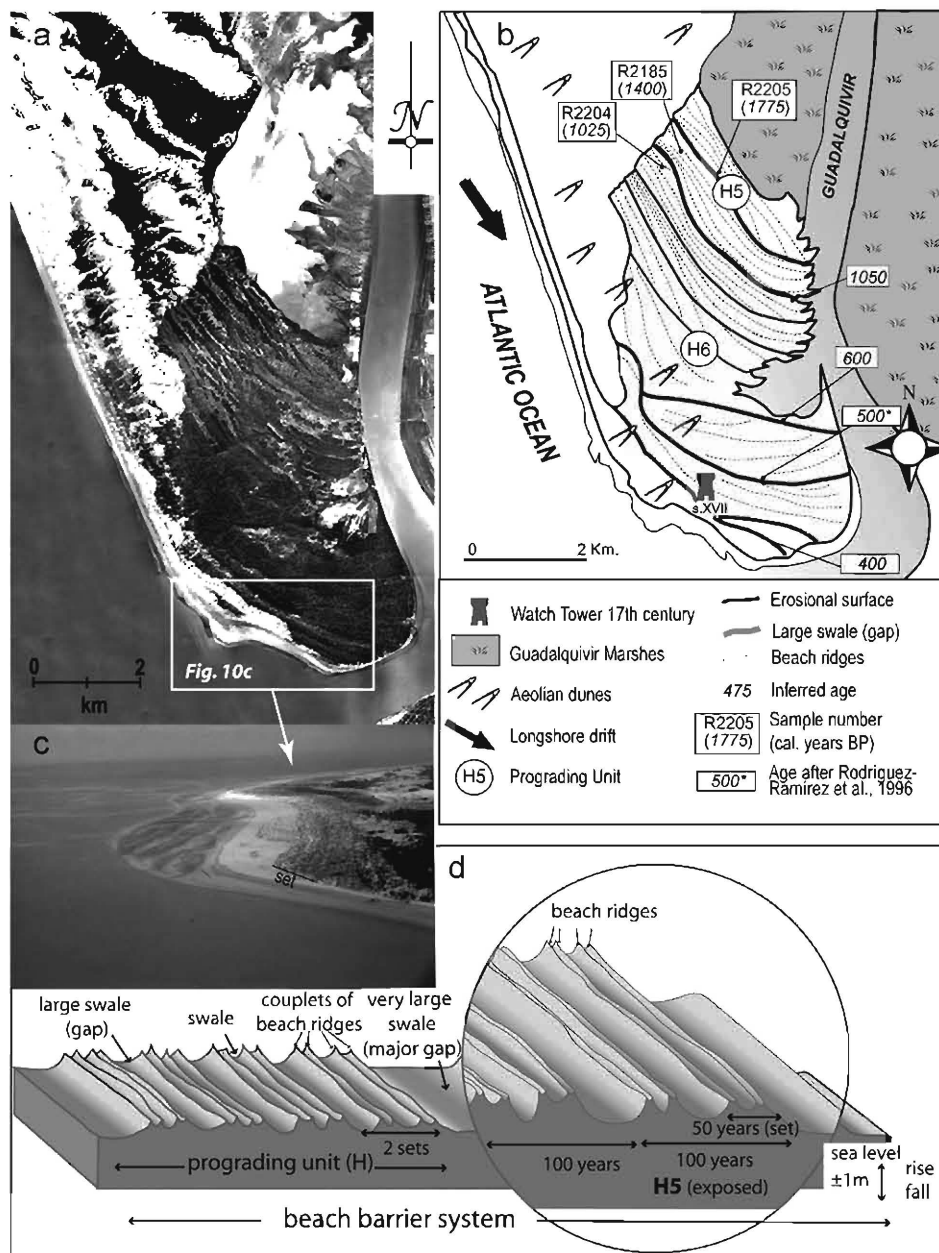 a
N
0 2
km
Fig. 10c
b
R2185
(1400)
R2204
(1025)
R2205
(1775)
H5
GUADALQUIVIR
1050
ATLANTIC OCEAN
H6
600
N
500*
s.XVII
0 2 Km.
400
Watch Tower 17th century
Guadalquivir Marshes
Aeolian dunes
Longshore drift
H5 Prograding Unit
Erosional surface
Large swale (gap)
Beach ridges
475 Inferred age
R2205 Sample number
(1775) (cal. years BP)
500* Age after Rodriguez-
Ramírez et al., 1996
c
set
d
beach ridges
large swale
(gap)
swale
couplets of
beach ridges
very large
swale
(major gap)
2 sets
prograding unit (H)
50 years (set)
100 years
100 years
H5 (exposed)
sea level
±1m
rise
fall
beach barrier system